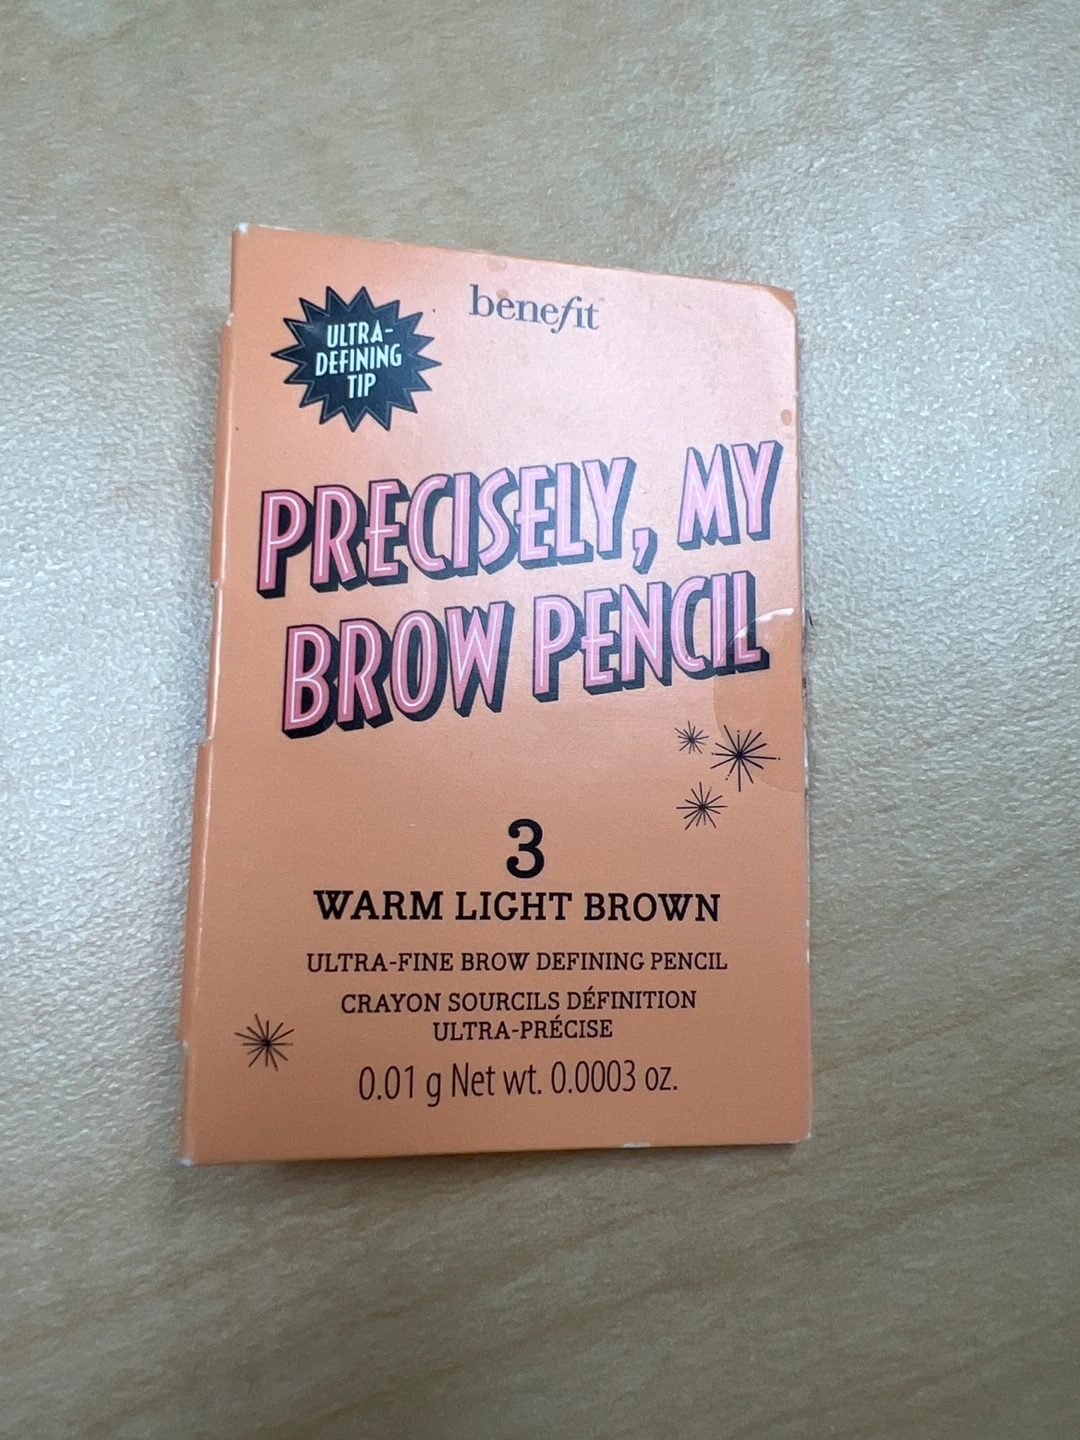 benefit
ULTRA-
DEFINING
TIP
PRECISELY, MY
BROW PENCIL
3
WARM LIGHT BROWN
ULTRA-FINE BROW DEFINING PENCIL
CRAYON SOURCILS DÉFINITION
ULTRA-PRÉCISE
0.01 g Net wt. 0.0003 oz.